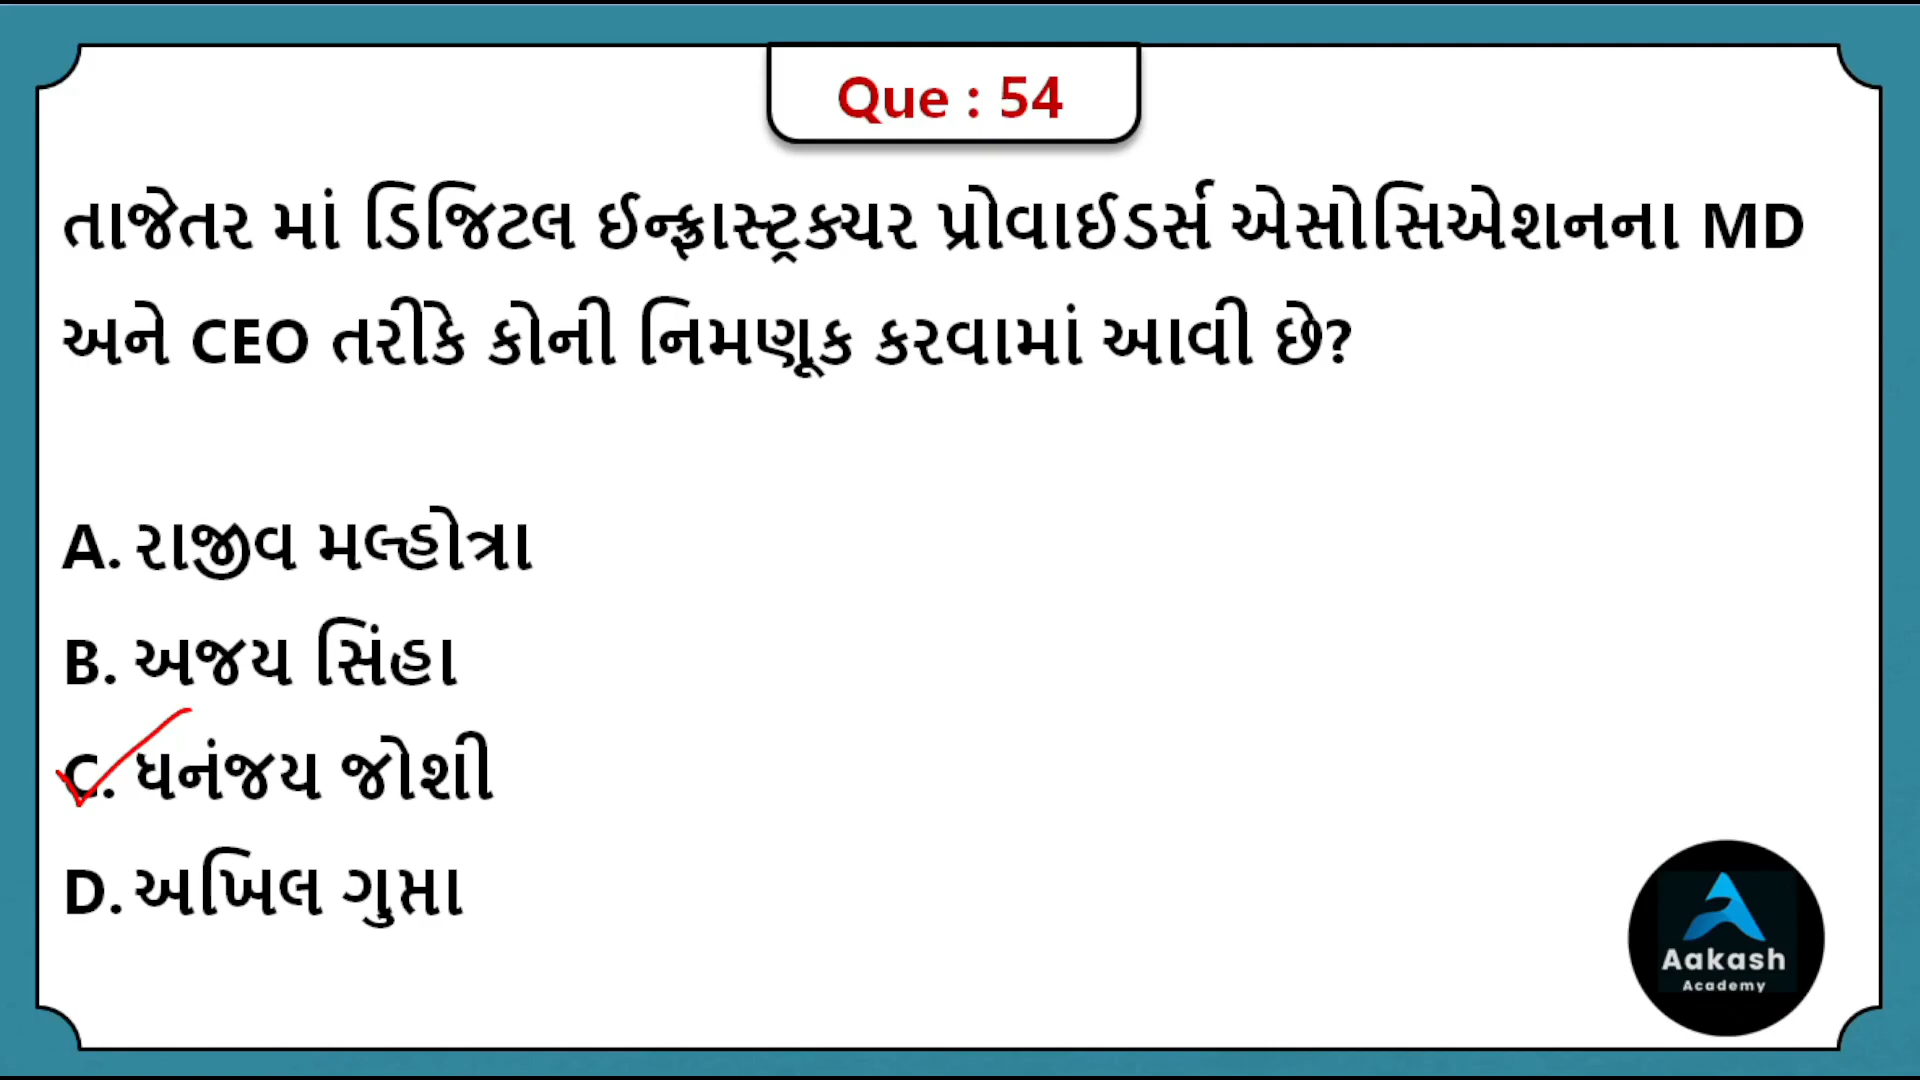 Que : 54
તાજેતર માં ડિજિટલ ઈન્ફ્રાસ્ટ્રક્ચર પ્રોવાઈડર્સ એસોસિએશનના MD
અને CEO તરીકે કોની નિમણૂક કરવામાં આવી છે?
A. રાજીવ મલ્હોત્રા
B. અજય સિંહા
C. ધનંજય જોશી
D. અખિલ ગુપ્તા
Aakash
Academy